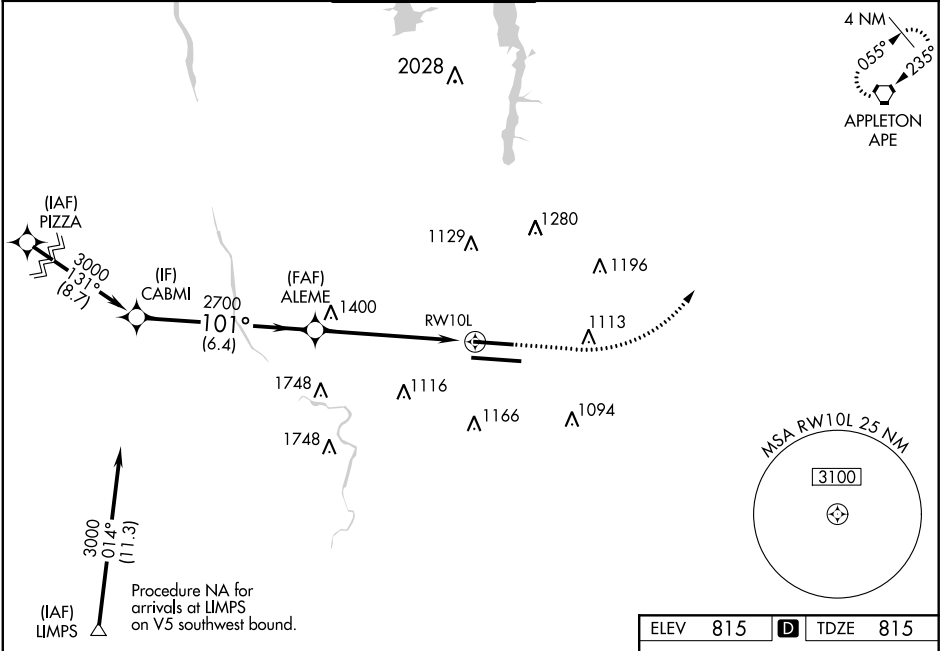 4 NM
055°
235°
APPLETON
APE
2028
(IAF)
PIZZA
3000
131°
(8.7)
(IF)
CABMI
2700
101°
(6.4)
(FAF)
ALEME
1400
RW10L
1129
1280
1196
1113
1748
1116
1166
1094
1748
MSA RW10L 25 NM
3100
3000
014°
(11.3)
(IAF)
LIMPS
Procedure NA for
arrivals at LIMPS
on V5 southwest bound.
ELEV 815 D TDZE 815